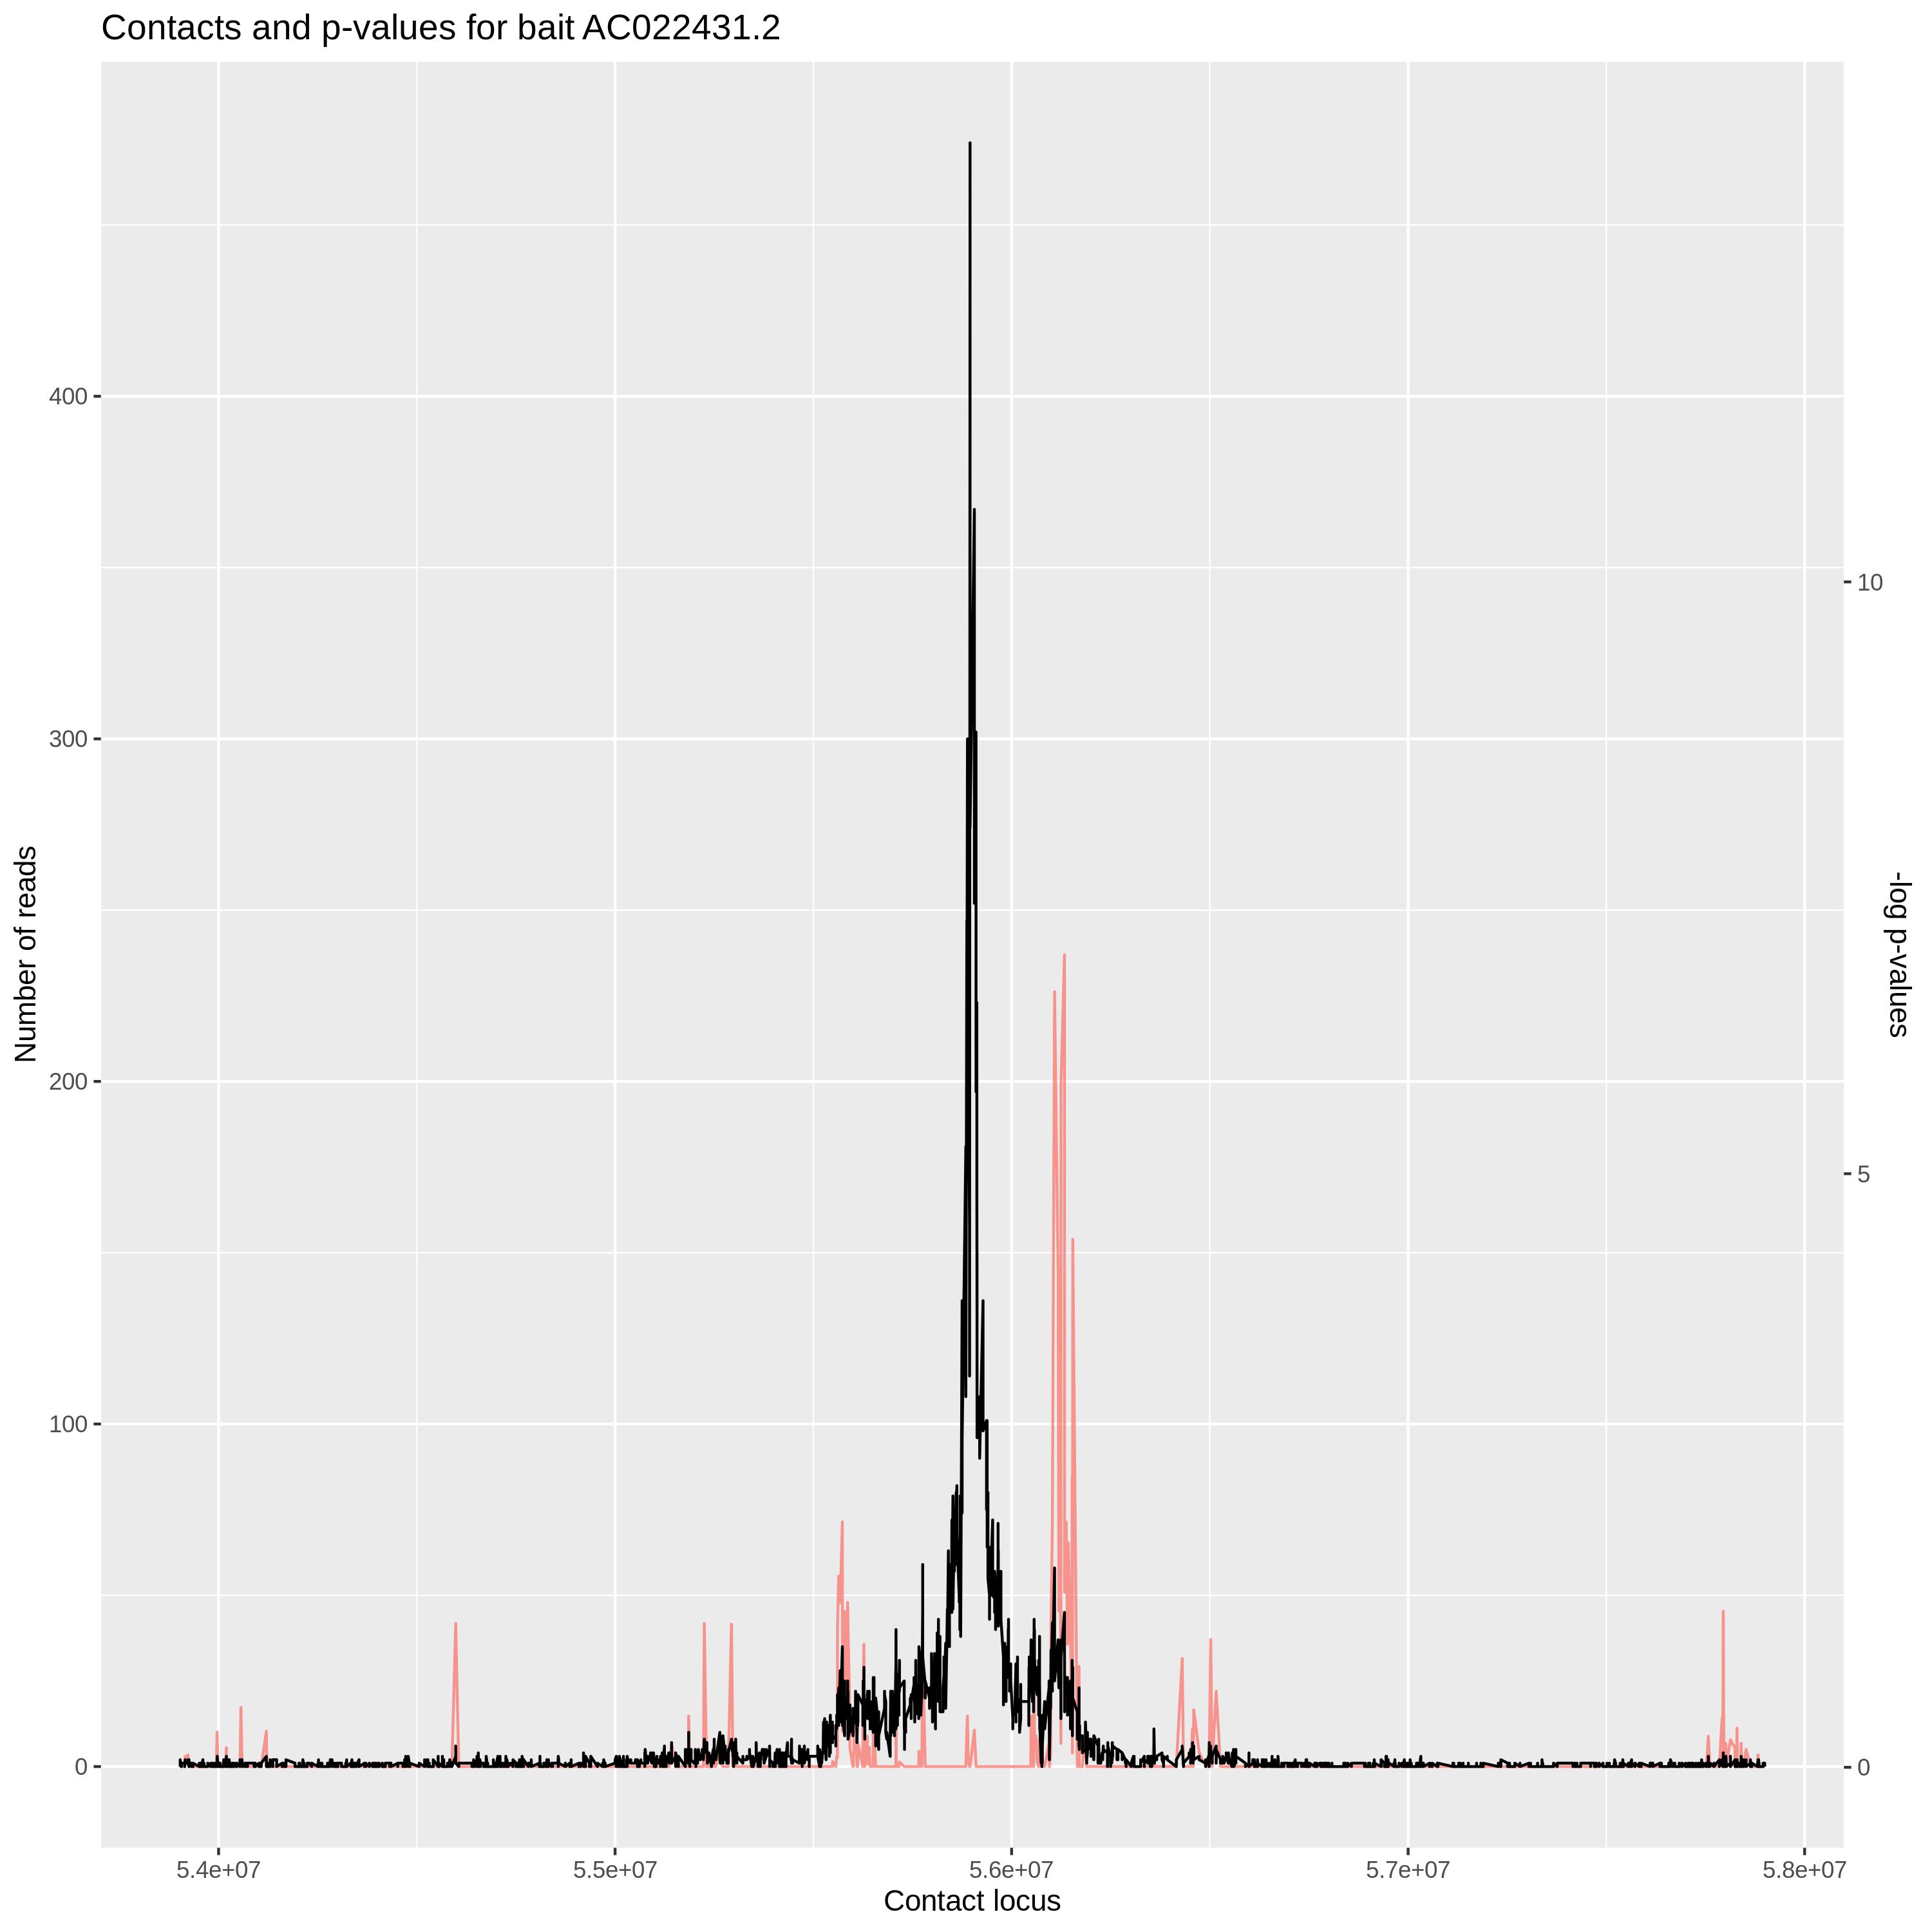 Contacts and p-values for bait AC022431.2
Number of reads
400
300
200
100
0
10
5
0
-log p-values
5.4e+07 5.5e+07 5.6e+07 5.7e+07 5.8e+07
Contact locus